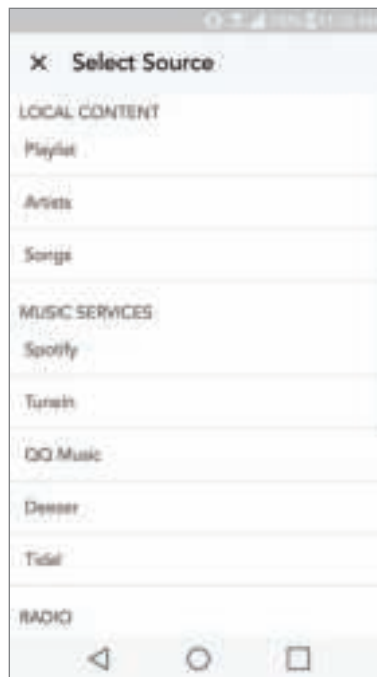 Select Source
LOCAL CONTENT
Playlist
Artists
Songs
MUSIC SERVICES
Spotify
TuneIn
QQ Music
Deezer
Tidal
RADIO